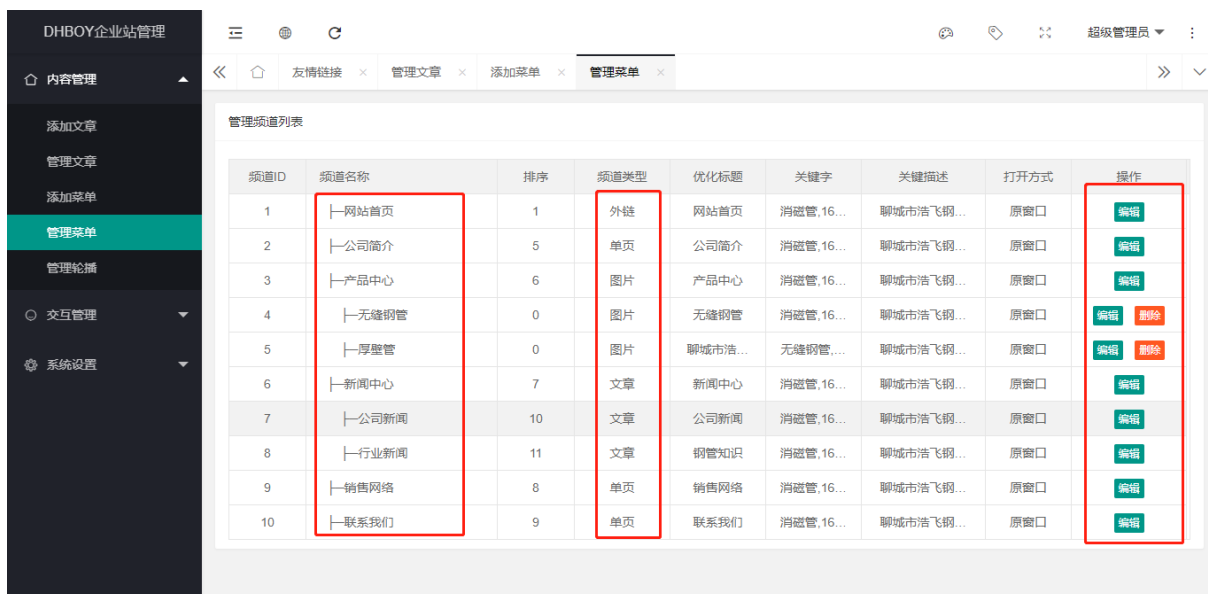 DHBOY企业站管理
超级管理员
内容管理
友情链接 × 管理文章 × 添加菜单 × 管理菜单 ×
添加文章
管理文章
添加菜单
管理菜单
管理轮播
交互管理
系统设置
管理频道列表
频道ID 频道名称 排序 频道类型 优化标题 关键字 关键描述 打开方式 操作
1 ├─网站首页 1 外链 网站首页 消磁管,16... 聊城市浩飞钢... 原窗口 编辑
2 ├─公司简介 5 单页 公司简介 消磁管,16... 聊城市浩飞钢... 原窗口 编辑
3 ├─产品中心 6 图片 产品中心 消磁管,16... 聊城市浩飞钢... 原窗口 编辑
4 ├─无缝钢管 0 图片 无缝钢管 消磁管,16... 聊城市浩飞钢... 原窗口 编辑 删除
5 ├─厚壁管 0 图片 聊城市浩... 无缝钢管,... 聊城市浩飞钢... 原窗口 编辑 删除
6 ├─新闻中心 7 文章 新闻中心 消磁管,16... 聊城市浩飞钢... 原窗口 编辑
7 ├─公司新闻 10 文章 公司新闻 消磁管,16... 聊城市浩飞钢... 原窗口 编辑
8 ├─行业新闻 11 文章 钢管知识 消磁管,16... 聊城市浩飞钢... 原窗口 编辑
9 ├─销售网络 8 单页 销售网络 消磁管,16... 聊城市浩飞钢... 原窗口 编辑
10 ├─联系我们 9 单页 联系我们 消磁管,16... 聊城市浩飞钢... 原窗口 编辑